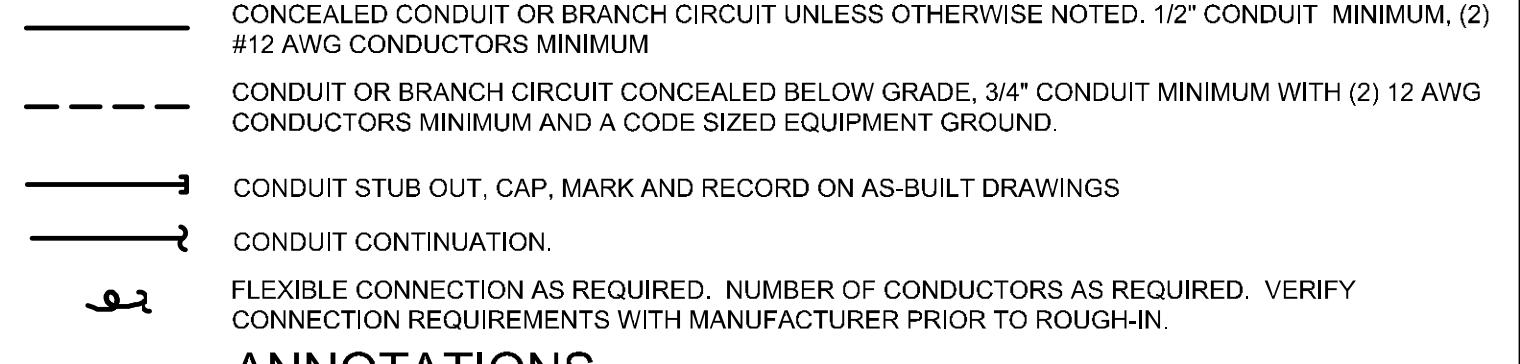 CONCEALED CONDUIT OR BRANCH CIRCUIT UNLESS OTHERWISE NOTED. 1/2" CONDUIT MINIMUM, (2)
#12 AWG CONDUCTORS MINIMUM
CONDUIT OR BRANCH CIRCUIT CONCEALED BELOW GRADE, 3/4" CONDUIT MINIMUM WITH (2) 12 AWG
CONDUCTORS MINIMUM AND A CODE SIZED EQUIPMENT GROUND.
CONDUIT STUB OUT, CAP, MARK AND RECORD ON AS-BUILT DRAWINGS
CONDUIT CONTINUATION.
FLEXIBLE CONNECTION AS REQUIRED. NUMBER OF CONDUCTORS AS REQUIRED. VERIFY
CONNECTION REQUIREMENTS WITH MANUFACTURER PRIOR TO ROUGH-IN.
ANNOTATIONS